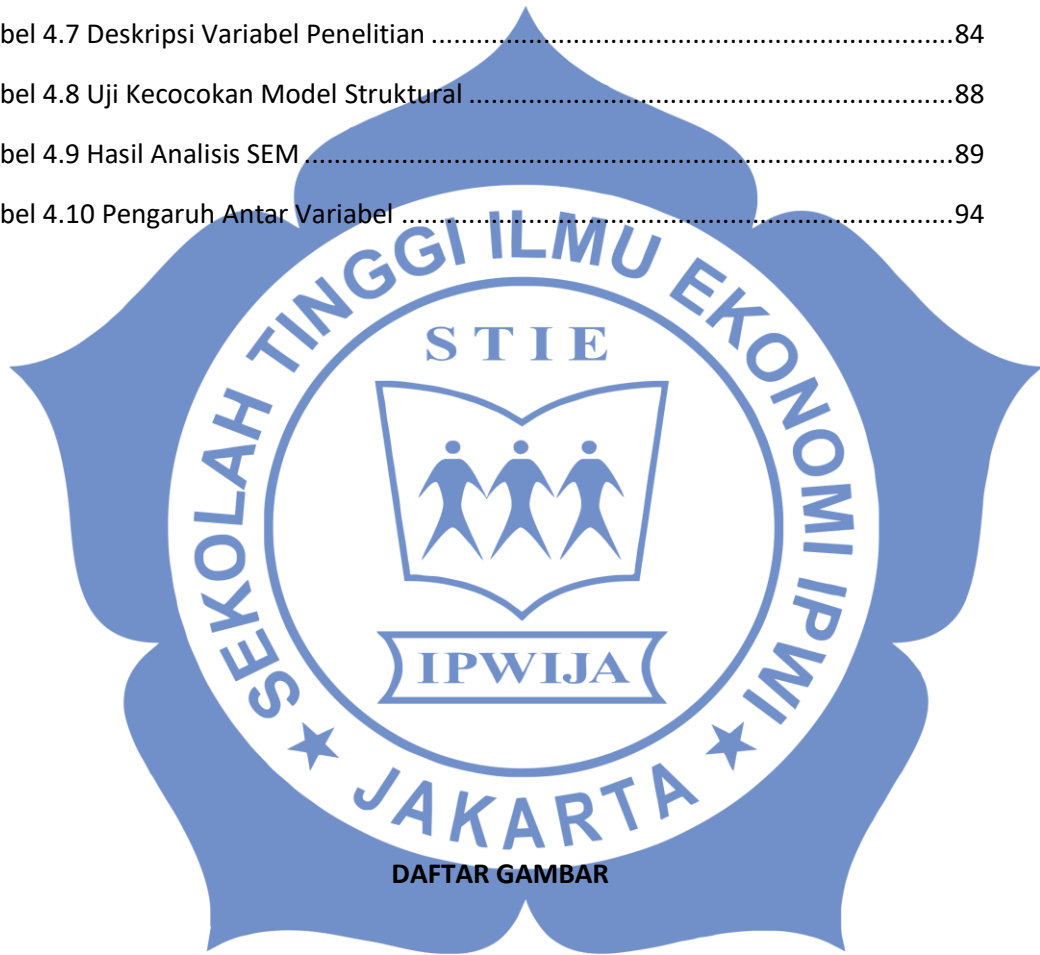 bel 4.7 Deskripsi Variabel Penelitian ................................................................84
bel 4.8 Uji Kecocokan Model Struktural ................................................................88
bel 4.9 Hasil Analisis SEM ................................................................89
bel 4.10 Pengaruh Antar Variabel ................................................................94
SEKOLAH TINGGI ILMU EKONOMI IPWI
STIE
IPWIJA
JAKARTA
DAFTAR GAMBAR